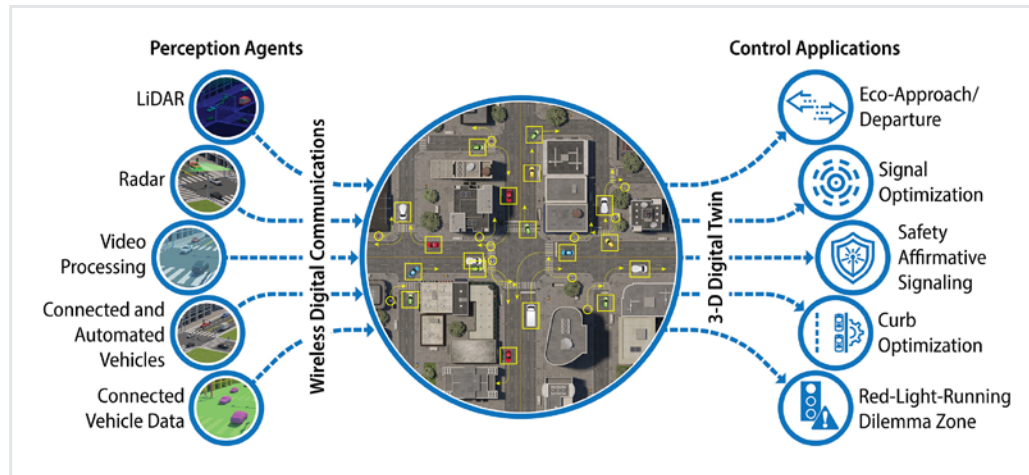 Perception Agents
LiDAR
Radar
Video
Processing
Connected and
Automated
Vehicles
Connected
Vehicle Data
Wireless Digital Communications
3-D Digital Twin
Control Applications
Eco-Approach/
Departure
Signal
Optimization
Safety
Affirmative
Signaling
Curb
Optimization
Red-Light-Running
Dilemma Zone